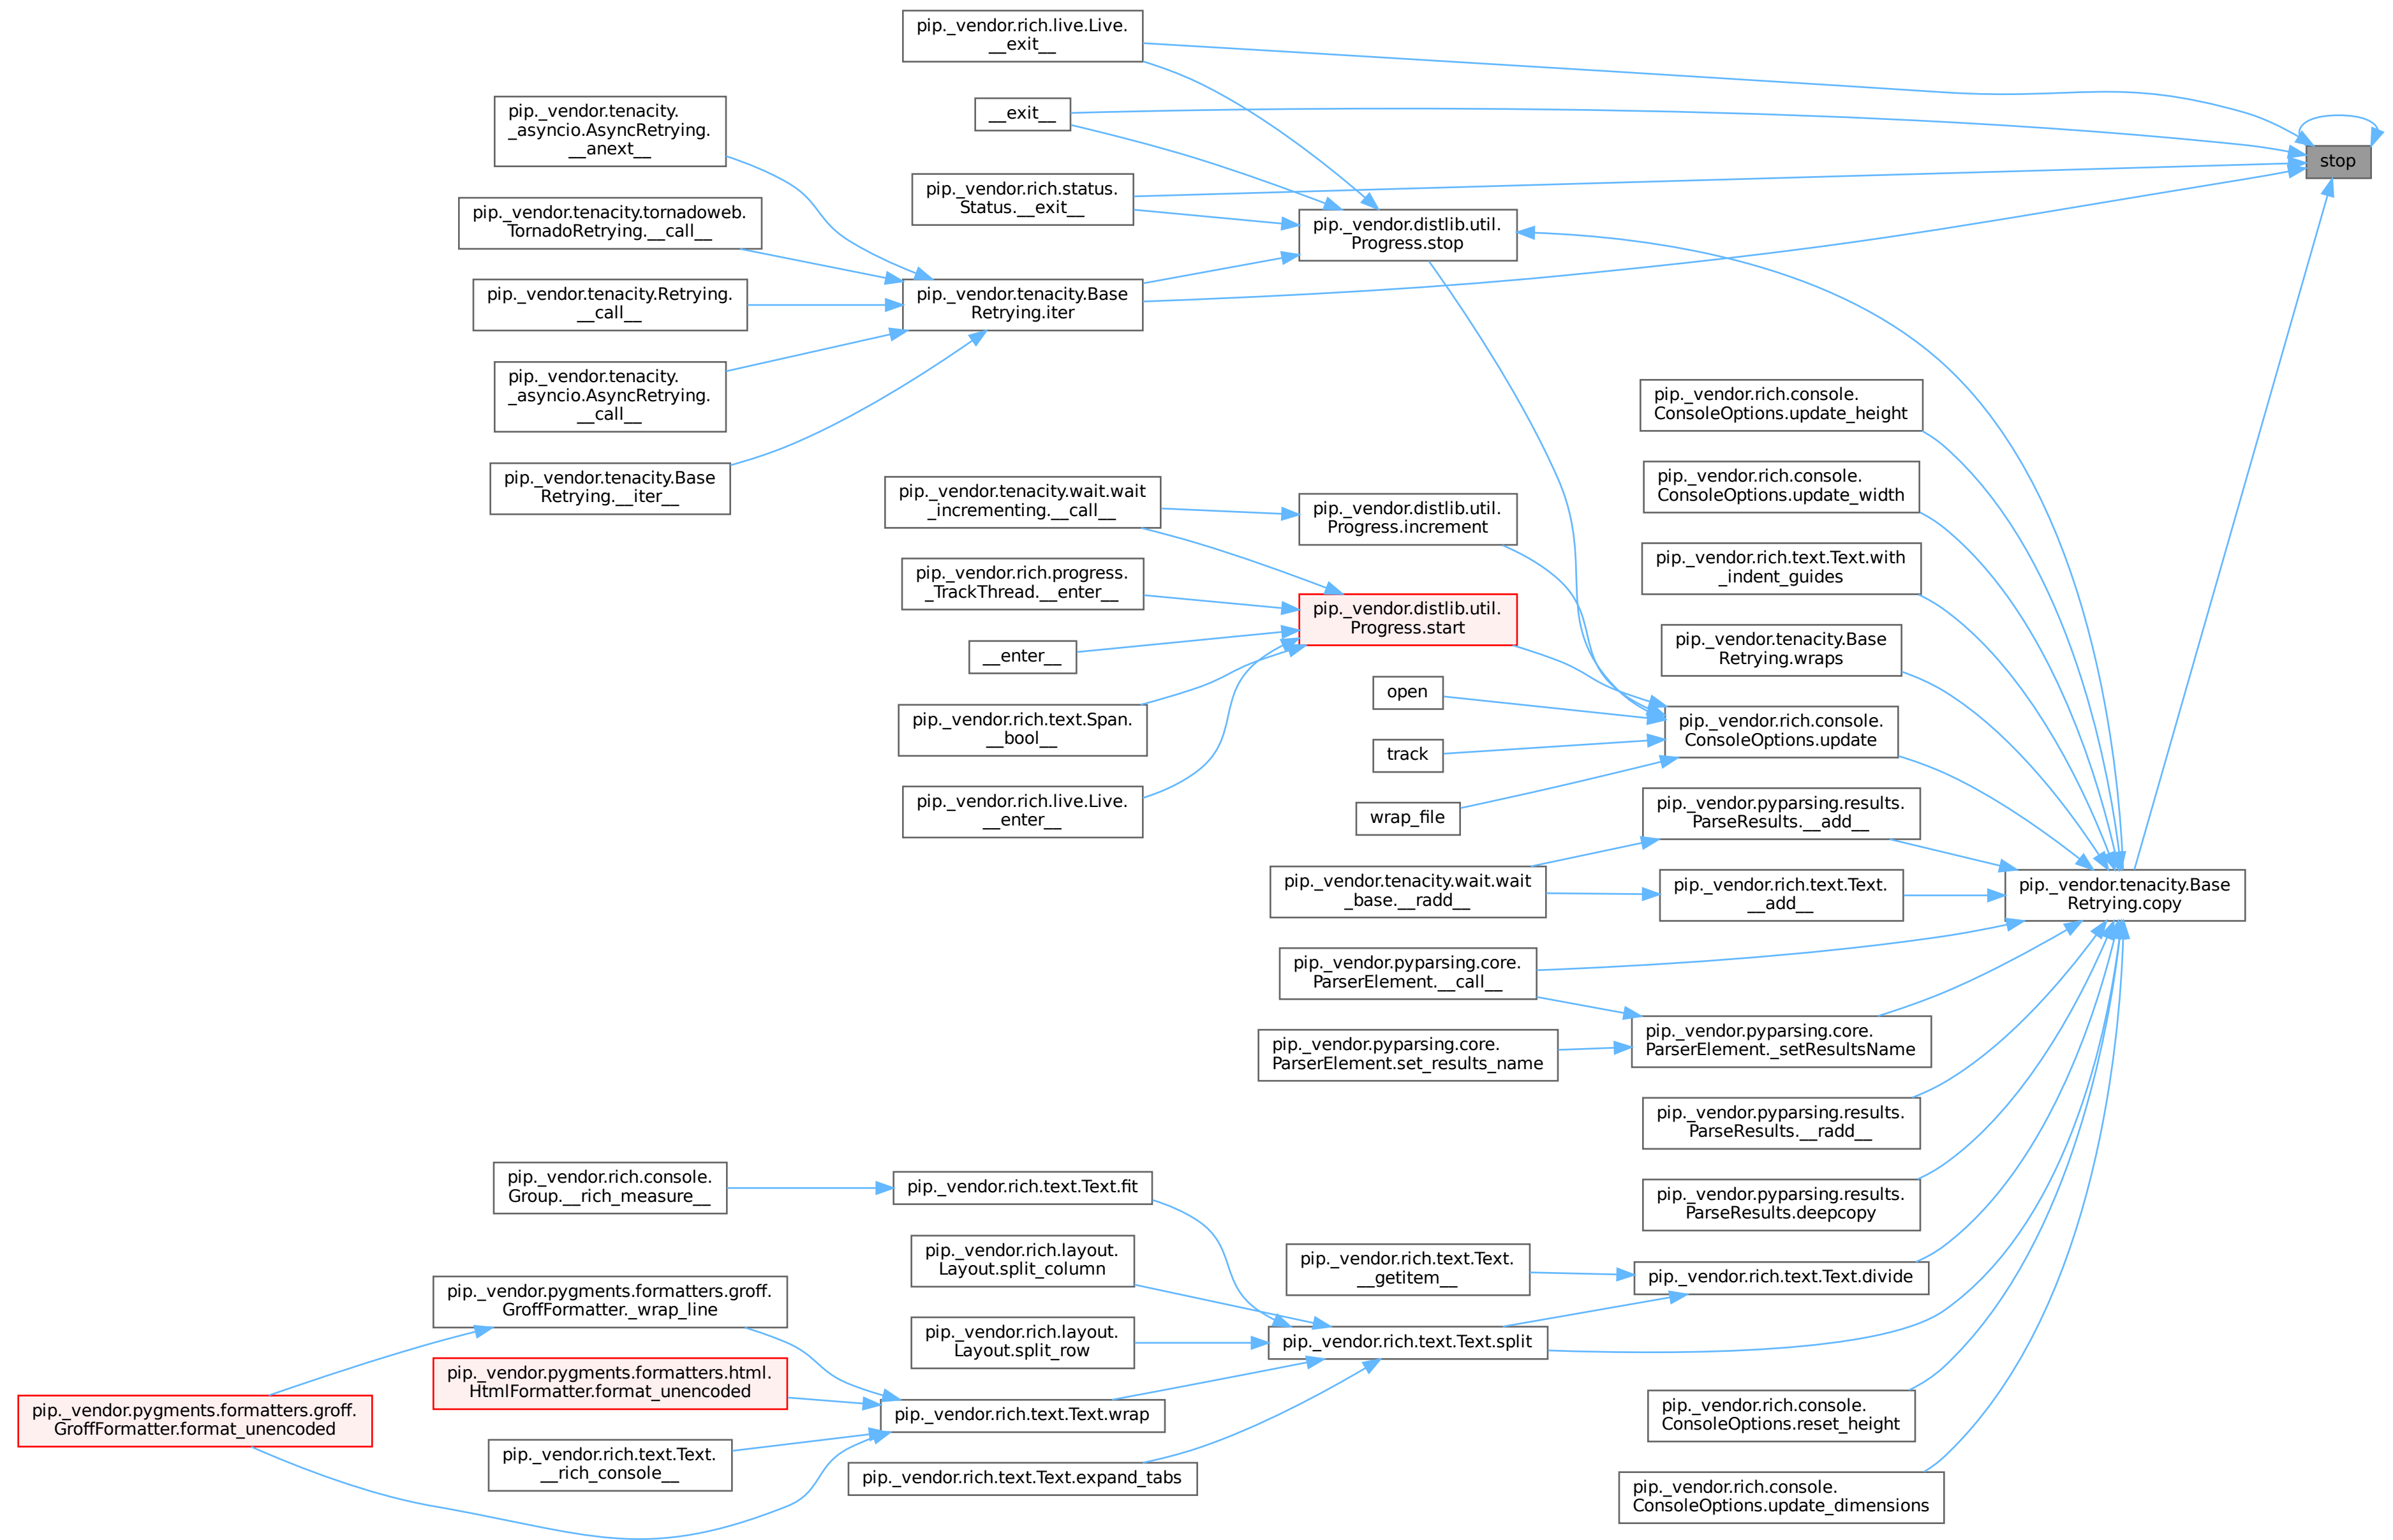 pip._vendor.rich.live.Live.
__exit__
__exit__
pip._vendor.tenacity.
_asyncio.AsyncRetrying.
__anext__
stop
pip._vendor.rich.status.
Status.__exit__
pip._vendor.tenacity.tornadoweb.
TornadoRetrying.__call__
pip._vendor.distlib.util.
Progress.stop
pip._vendor.tenacity.Retrying.
__call__
pip._vendor.tenacity.Base
Retrying.iter
pip._vendor.tenacity.
_asyncio.AsyncRetrying.
__call__
pip._vendor.rich.console.
ConsoleOptions.update_height
pip._vendor.tenacity.Base
Retrying.__iter__
pip._vendor.rich.console.
ConsoleOptions.update_width
pip._vendor.tenacity.wait.wait
_incrementing.__call__
pip._vendor.distlib.util.
Progress.increment
pip._vendor.rich.text.Text.with
_indent_guides
pip._vendor.rich.progress.
_TrackThread.__enter__
pip._vendor.distlib.util.
Progress.start
pip._vendor.tenacity.Base
Retrying.wraps
__enter__
open
pip._vendor.rich.text.Span.
__bool__
pip._vendor.rich.console.
ConsoleOptions.update
track
pip._vendor.rich.live.Live.
__enter__
wrap_file
pip._vendor.pyparsing.results.
ParseResults.__add__
pip._vendor.tenacity.wait.wait
_base.__radd__
pip._vendor.rich.text.Text.
__add__
pip._vendor.tenacity.Base
Retrying.copy
pip._vendor.pyparsing.core.
ParserElement.__call__
pip._vendor.pyparsing.core.
ParserElement.set_results_name
pip._vendor.pyparsing.core.
ParserElement._setResultsName
pip._vendor.pyparsing.results.
ParseResults.__radd__
pip._vendor.rich.console.
Group.__rich_measure__
pip._vendor.rich.text.Text.fit
pip._vendor.pyparsing.results.
ParseResults.deepcopy
pip._vendor.rich.layout.
Layout.split_column
pip._vendor.rich.text.Text.
__getitem__
pip._vendor.rich.text.Text.divide
pip._vendor.pygments.formatters.groff.
GroffFormatter._wrap_line
pip._vendor.rich.layout.
Layout.split_row
pip._vendor.rich.text.Text.split
pip._vendor.pygments.formatters.html.
HtmlFormatter.format_unencoded
pip._vendor.pygments.formatters.groff.
GroffFormatter.format_unencoded
pip._vendor.rich.text.Text.wrap
pip._vendor.rich.console.
ConsoleOptions.reset_height
pip._vendor.rich.text.Text.
__rich_console__
pip._vendor.rich.text.Text.expand_tabs
pip._vendor.rich.console.
ConsoleOptions.update_dimensions